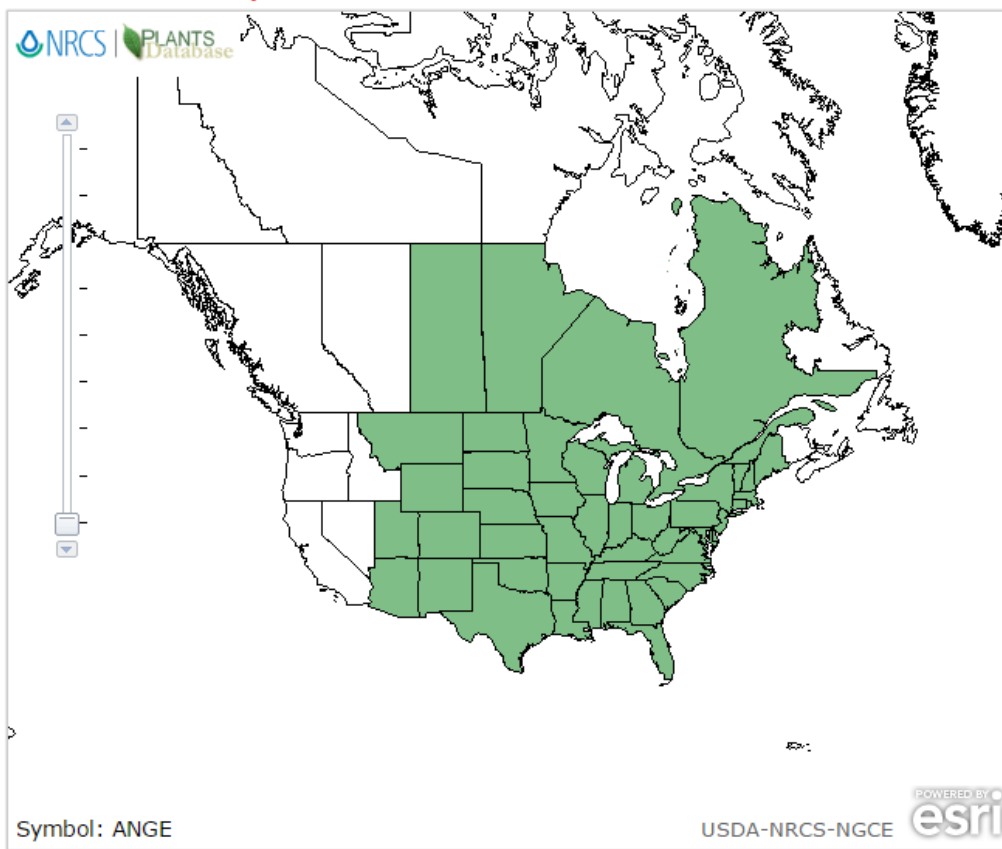 NRCS | PLANTS
Database
Symbol: ANGE
USDA-NRCS-NGCE
POWERED BY
esri